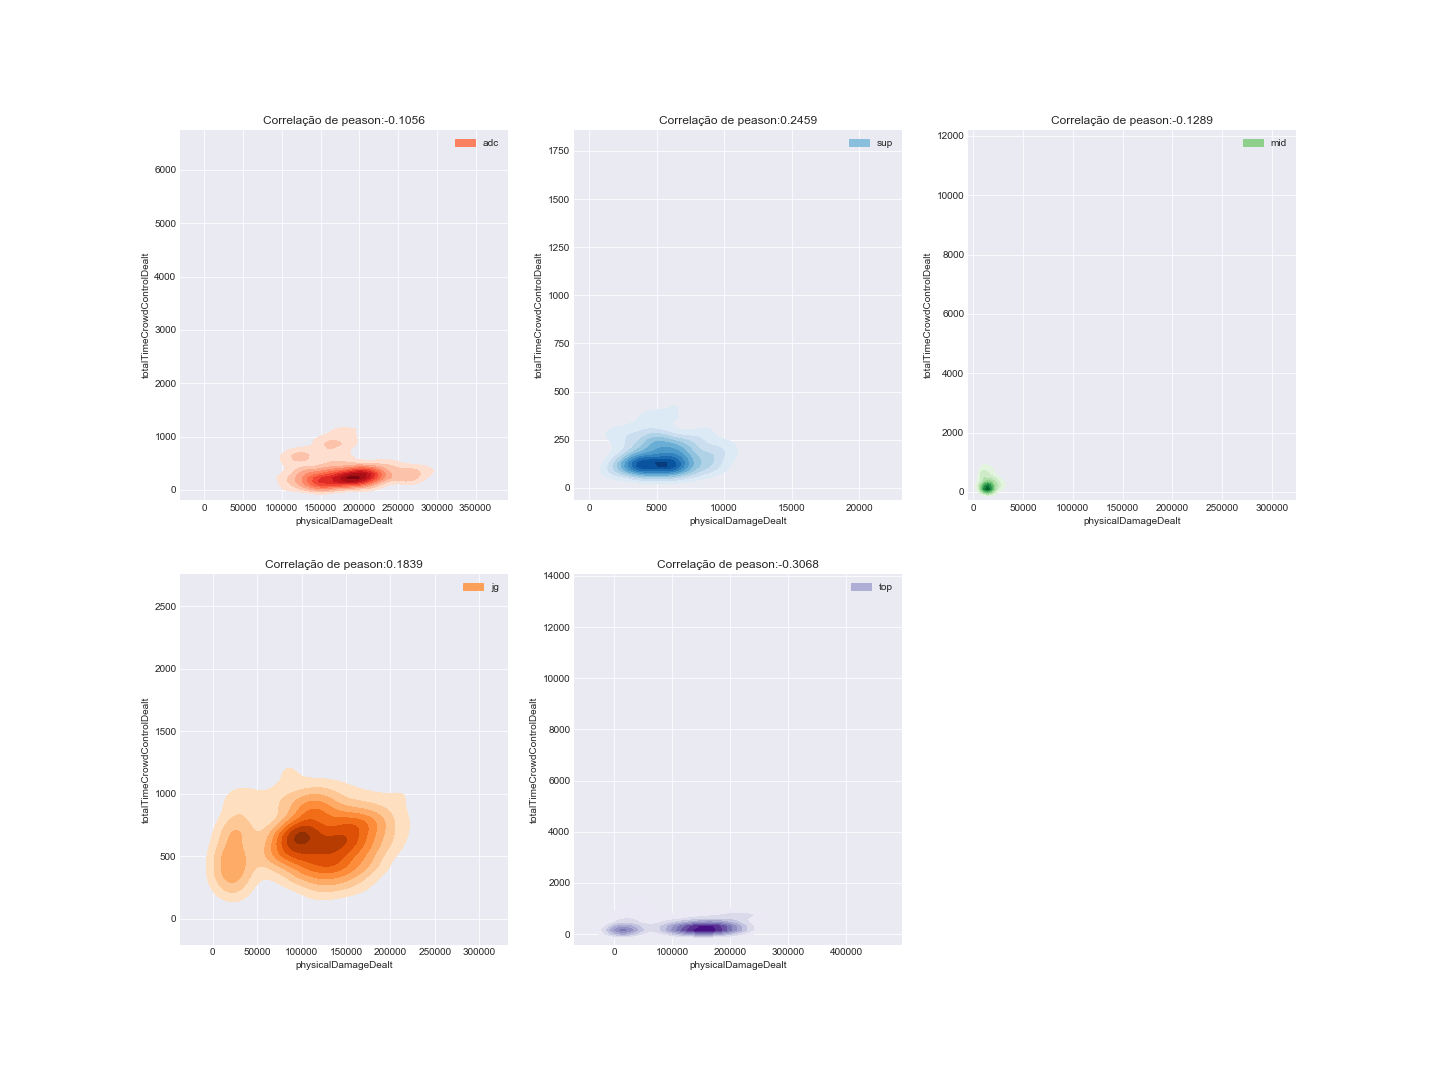 Correlação de peason:-0.1056
adc
6000
5000
4000
3000
2000
1000
0
totalTimeCrowdControlDealt
0 50000 100000 150000 200000 250000 300000 350000
physicalDamageDealt
Correlação de peason:0.2459
sup
1750
1500
1250
1000
750
500
250
0
totalTimeCrowdControlDealt
0 5000 10000 15000 20000
physicalDamageDealt
Correlação de peason:-0.1289
mid
12000
10000
8000
6000
4000
2000
0
totalTimeCrowdControlDealt
0 50000 100000 150000 200000 250000 300000
physicalDamageDealt
Correlação de peason:0.1839
jg
2500
2000
1500
1000
500
0
totalTimeCrowdControlDealt
0 50000 100000 150000 200000 250000 300000
physicalDamageDealt
Correlação de peason:-0.3068
top
14000
12000
10000
8000
6000
4000
2000
0
totalTimeCrowdControlDealt
0 100000 200000 300000 400000
physicalDamageDealt